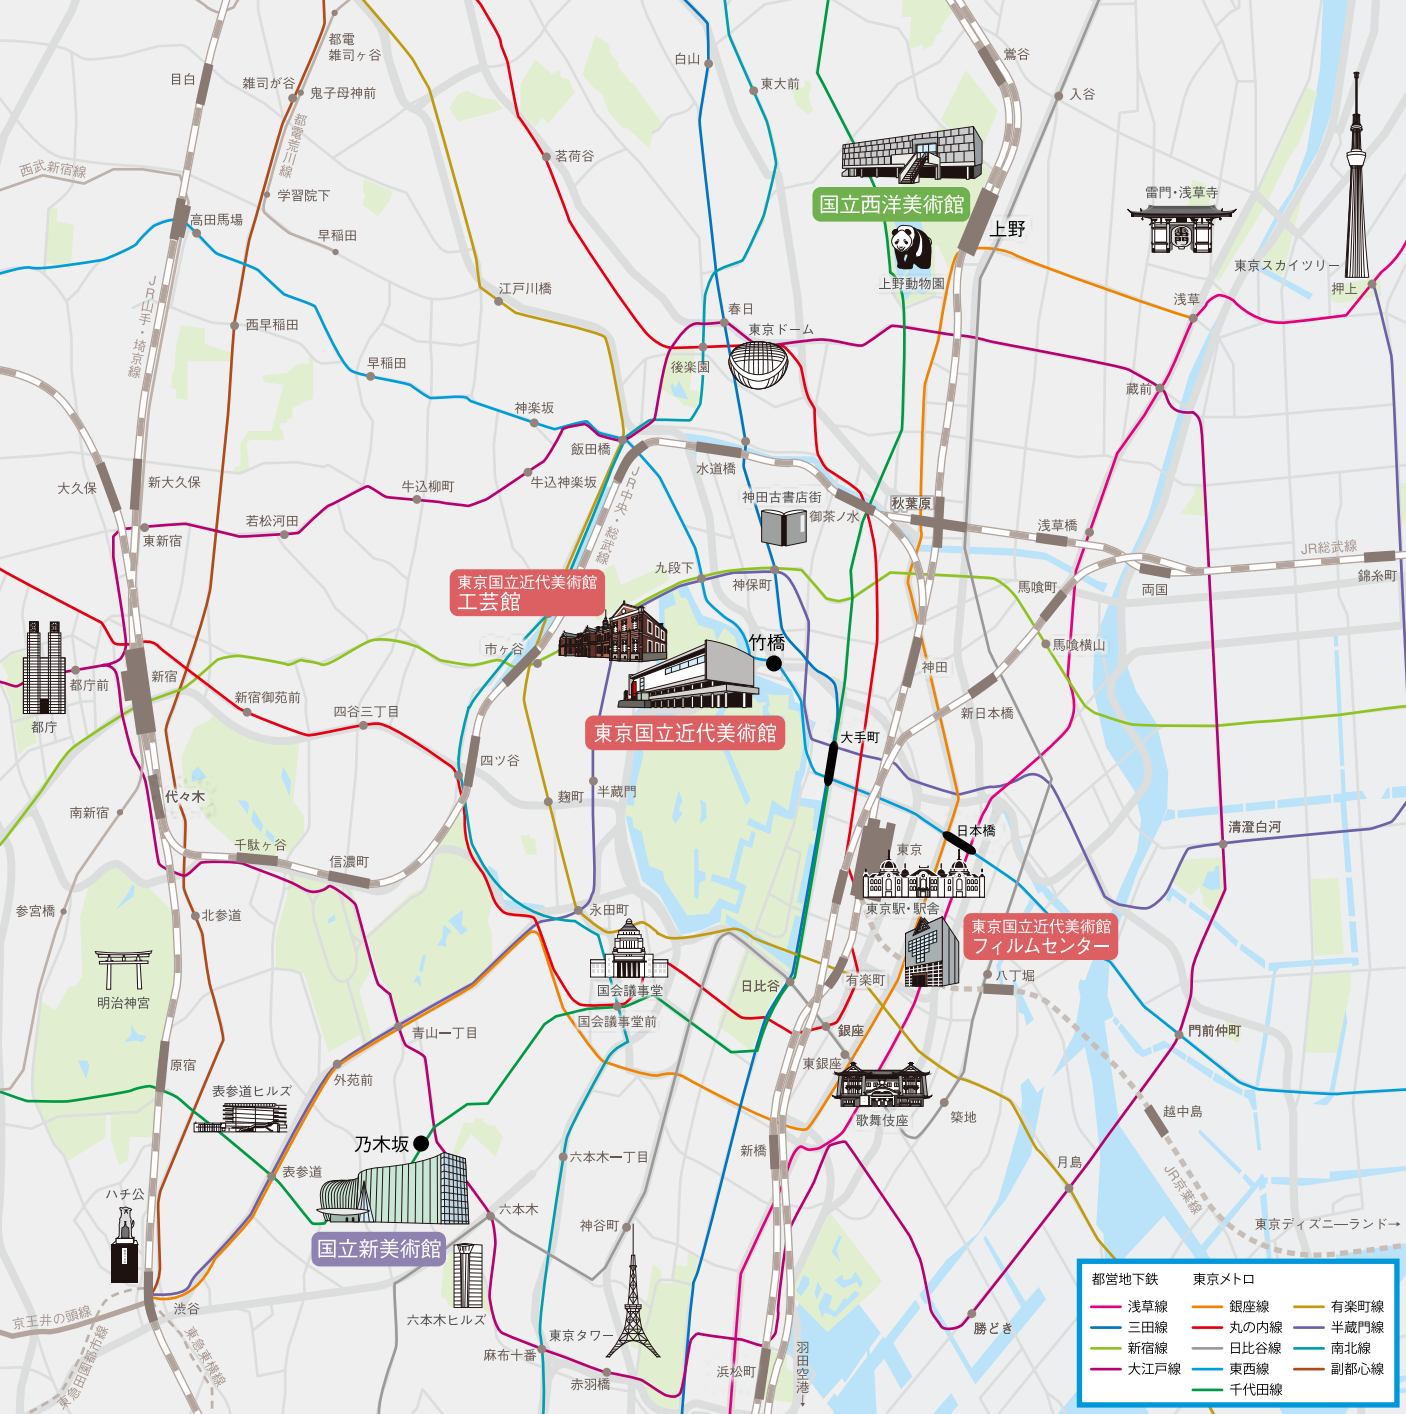 都電
雑司ヶ谷
目白
雑司が谷
鬼子母神前
都電荒川線
西武新宿線
学習院下
高田馬場
早稲田
JR山手・埼京線
西早稲田
早稲田
江戸川橋
茗荷谷
白山
東大前
鶯谷
入谷
国立西洋美術館
上野
上野動物園
雷門・浅草寺
東京スカイツリー
押上
浅草
春日
東京ドーム
後楽園
蔵前
神楽坂
飯田橋
水道橋
大久保
新大久保
牛込柳町
牛込神楽坂
若松河田
東新宿
JR中央・総武線
神田古書店街
御茶ノ水
秋葉原
浅草橋
JR総武線
錦糸町
両国
馬喰町
馬喰横山
九段下
神保町
東京国立近代美術館
工芸館
市ヶ谷
竹橋
神田
新日本橋
東京国立近代美術館
大手町
都庁前
都庁
新宿
新宿御苑前
四谷三丁目
四ツ谷
麹町
半蔵門
南新宿
代々木
千駄ヶ谷
信濃町
日本橋
清澄白河
東京
東京駅・駅舎
東京国立近代美術館
フィルムセンター
参宮橋
北参道
永田町
国会議事堂
国会議事堂前
明治神宮
青山一丁目
日比谷
有楽町
八丁堀
銀座
東銀座
歌舞伎座
築地
門前仲町
越中島
JR京葉線
月島
原宿
表参道ヒルズ
外苑前
乃木坂
表参道
国立新美術館
六本木一丁目
六本木
神谷町
新橋
ハチ公
渋谷
京王井の頭線
東急田園都市線
東急東横線
六本木ヒルズ
東京タワー
麻布十番
赤羽橋
浜松町
羽田空港→
勝どき
東京ディズニーランド→
都営地下鉄
浅草線
三田線
新宿線
大江戸線
東京メトロ
銀座線
丸の内線
日比谷線
東西線
千代田線
有楽町線
半蔵門線
南北線
副都心線